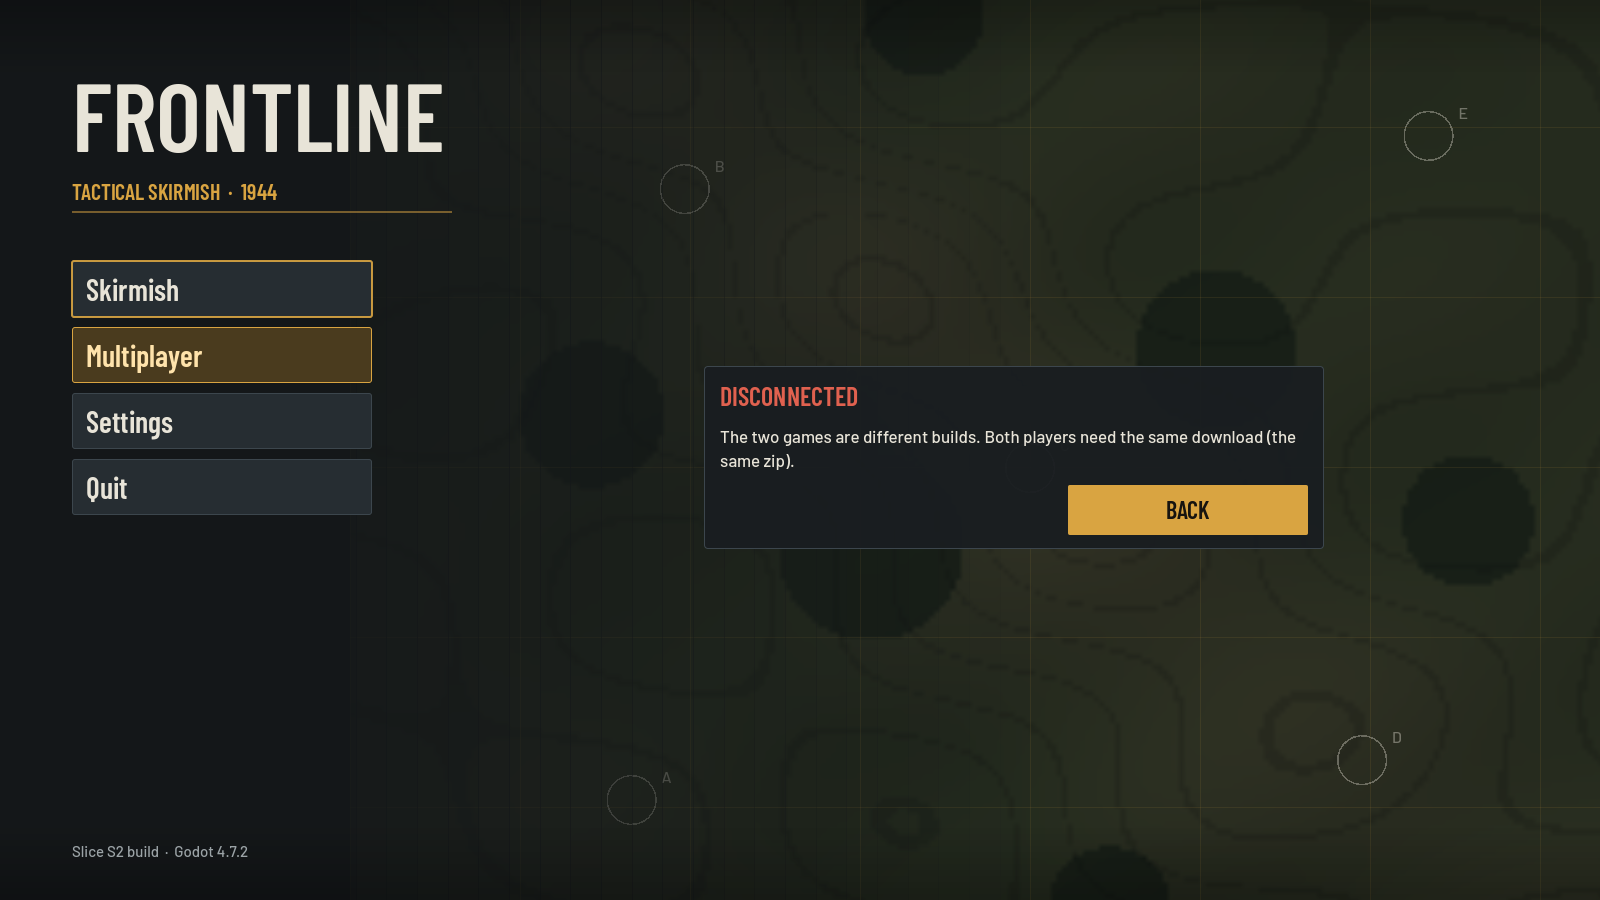 FRONTLINE
TACTICAL SKIRMISH · 1944
Skirmish
Multiplayer
Settings
Quit
B
E
DISCONNECTED
The two games are different builds. Both players need the same download (the
same zip).
BACK
D
A
Slice S2 build · Godot 4.7.2